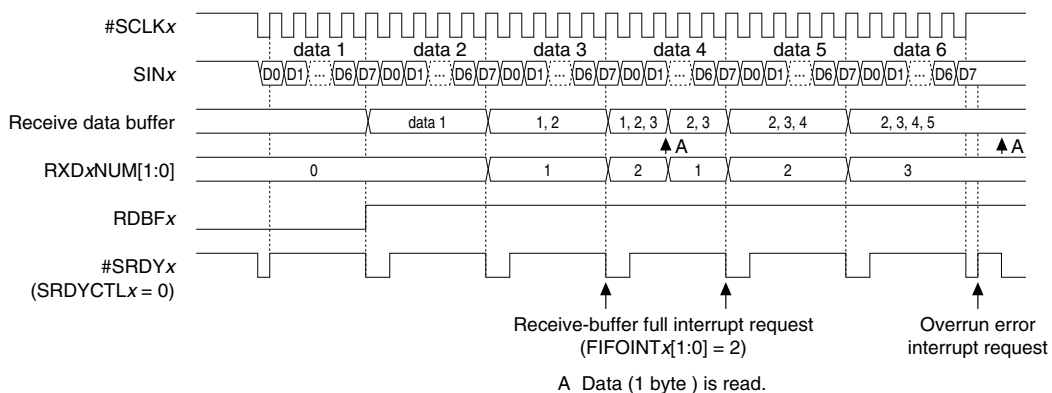 #SCLKx
data 1 data 2 data 3 data 4 data 5 data 6
SINx D0 D1 ... D6 D7 D0 D1 ... D6 D7 D0 D1 ... D6 D7 D0 D1 ... D6 D7 D0 D1 ... D6 D7 D0 D1 ... D6 D7
Receive data buffer data 1 1, 2 1, 2, 3 2, 3 2, 3, 4 2, 3, 4, 5
A A
RXDxNUM[1:0] 0 1 2 1 2 3
RDBFx
#SRDYx
(SRDYCTLx = 0)
Receive-buffer full interrupt request Overrun error
(FIFOINTx[1:0] = 2) interrupt request
A Data (1 byte ) is read.